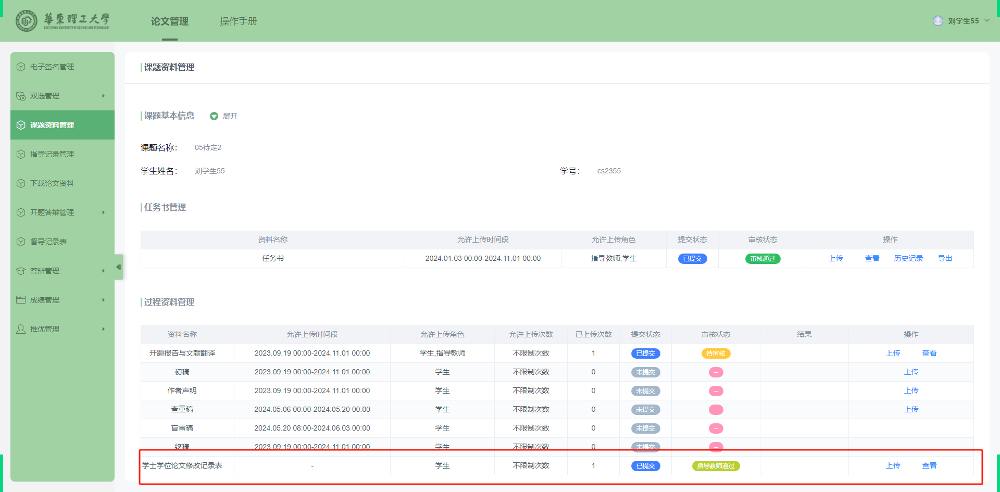 華東理工大學
EAST CHINA UNIVERSITY OF SCIENCE AND TECHNOLOGY
论文管理 操作手册 刘学生55
电子签名管理
双选管理
课题资料管理
指导记录管理
下载论文资料
开题答辩管理
督导记录表
答辩管理
成绩管理
推优管理
课题资料管理
课题基本信息 展开
课题名称: 05待定2
学生姓名: 刘学生55 学号: cs2355
任务书管理
资料名称 允许上传时间段 允许上传角色 提交状态 审核状态 操作
任务书 2024.01.03 00:00-2024.11.01 00:00 指导教师,学生 已提交 审核通过 上传 查看 历史记录 导出
过程资料管理
资料名称 允许上传时间段 允许上传角色 允许上传次数 已上传次数 提交状态 审核状态 结果 操作
开题报告与文献翻译 2023.09.19 00:00-2024.11.01 00:00 学生,指导教师 不限制次数 1 已提交 待审核 上传 查看
初稿 2023.09.19 00:00-2024.11.01 00:00 学生 不限制次数 0 未提交 -- 上传
作者声明 2023.09.19 00:00-2024.11.01 00:00 学生 不限制次数 0 未提交 -- 上传
查重稿 2024.05.06 00:00-2024.05.20 00:00 学生 不限制次数 0 未提交 -- 上传
盲审稿 2024.05.20 08:00-2024.06.03 00:00 学生 不限制次数 0 未提交 --
终稿 2023.09.19 00:00-2024.11.01 00:00 学生 不限制次数 0 未提交 --
学士学位论文修改记录表 - 学生 不限制次数 1 已提交 指导教师通过 上传 查看